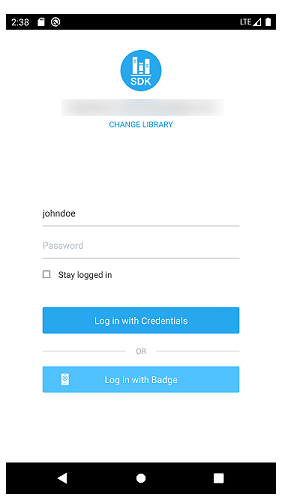 2:38
LTE
SDK
CHANGE LIBRARY
johndoe
Password
Stay logged in
Log in with Credentials
OR
Log in with Badge